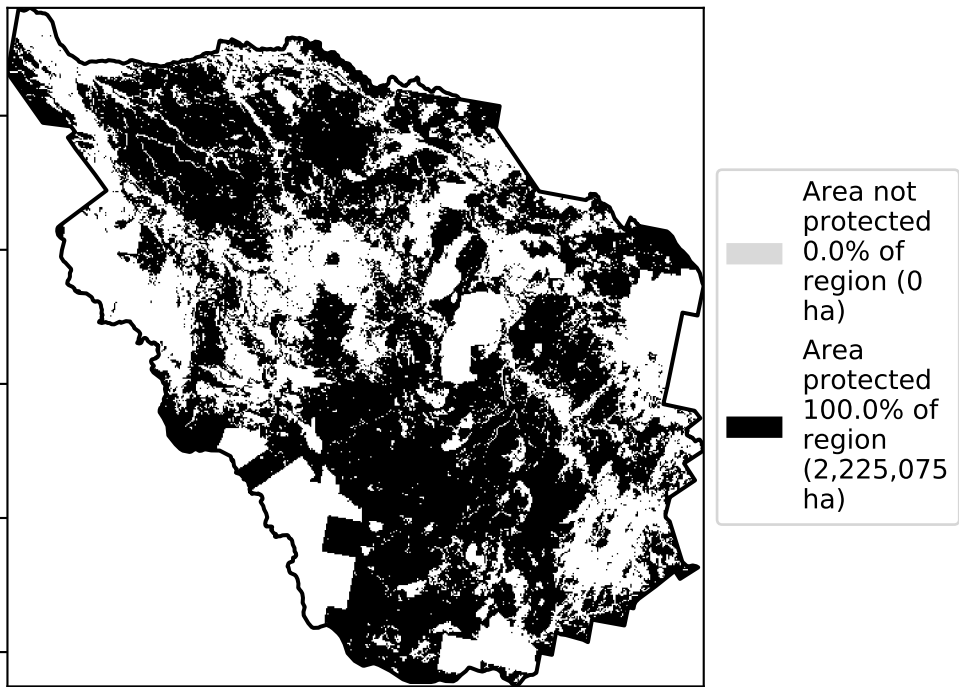 Area not
protected
0.0% of
region (0
ha)
Area
protected
100.0% of
region
(2,225,075
ha)